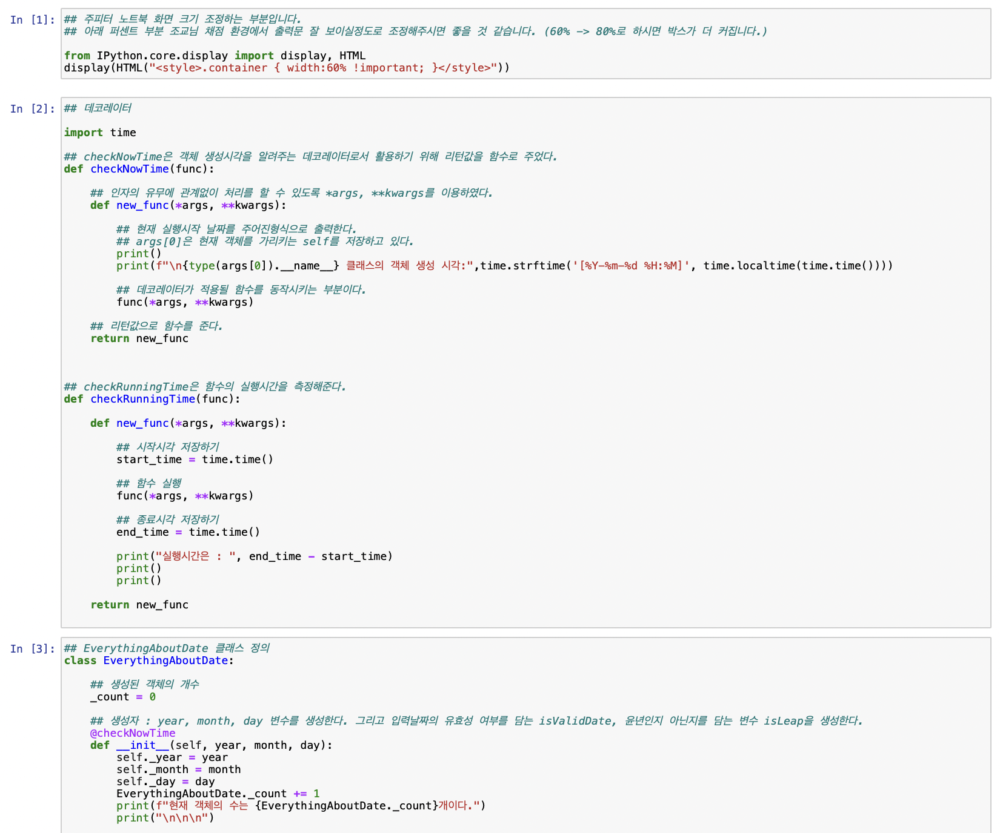 In [1]:
## 주피터 노트북 화면 크기 조정하는 부분입니다.
## 아래 퍼센트 부분 조교님 채점 환경에서 출력문 잘 보이실정도로 조정해주시면 좋을 것 같습니다. (60% -> 80%로 하시면 박스가 더 커집니다.)

from IPython.core.display import display, HTML
display(HTML("<style>.container { width:60% !important; }</style>"))

In [2]:
## 데코레이터

import time

## checkNowTime은 객체 생성시각을 알려주는 데코레이터로서 활용하기 위해 리턴값을 함수로 주었다.
def checkNowTime(func):

    ## 인자의 유무에 관계없이 처리를 할 수 있도록 *args, **kwargs를 이용하였다.
    def new_func(*args, **kwargs):

        ## 현재 실행시작 날짜를 주어진형식으로 출력한다.
        ## args[0]은 현재 객체를 가리키는 self를 저장하고 있다.
        print()
        print(f"\n{type(args[0]).__name__} 클래스의 객체 생성 시각:",time.strftime('[%Y-%m-%d %H:%M]', time.localtime(time.time())))

        ## 데코레이터가 적용될 함수를 동작시키는 부분이다.
        func(*args, **kwargs)

    ## 리턴값으로 함수를 준다.
    return new_func

## checkRunningTime은 함수의 실행시간을 측정해준다.
def checkRunningTime(func):

    def new_func(*args, **kwargs):

        ## 시작시각 저장하기
        start_time = time.time()

        ## 함수 실행
        func(*args, **kwargs)

        ## 종료시각 저장하기
        end_time = time.time()

        print("실행시간은 : ", end_time - start_time)
        print()
        print()

    return new_func

In [3]:
## EverythingAboutDate 클래스 정의
class EverythingAboutDate:

    ## 생성된 객체의 개수
    _count = 0

    ## 생성자 : year, month, day 변수를 생성한다. 그리고 입력날짜의 유효성 여부를 담는 isValidDate, 윤년인지 아닌지를 담는 변수 isLeap을 생성한다.
    @checkNowTime
    def __init__(self, year, month, day):
        self._year = year
        self._month = month
        self._day = day
        EverythingAboutDate._count += 1
        print(f"현재 객체의 수는 {EverythingAboutDate._count}개이다.")
        print("\n\n\n")